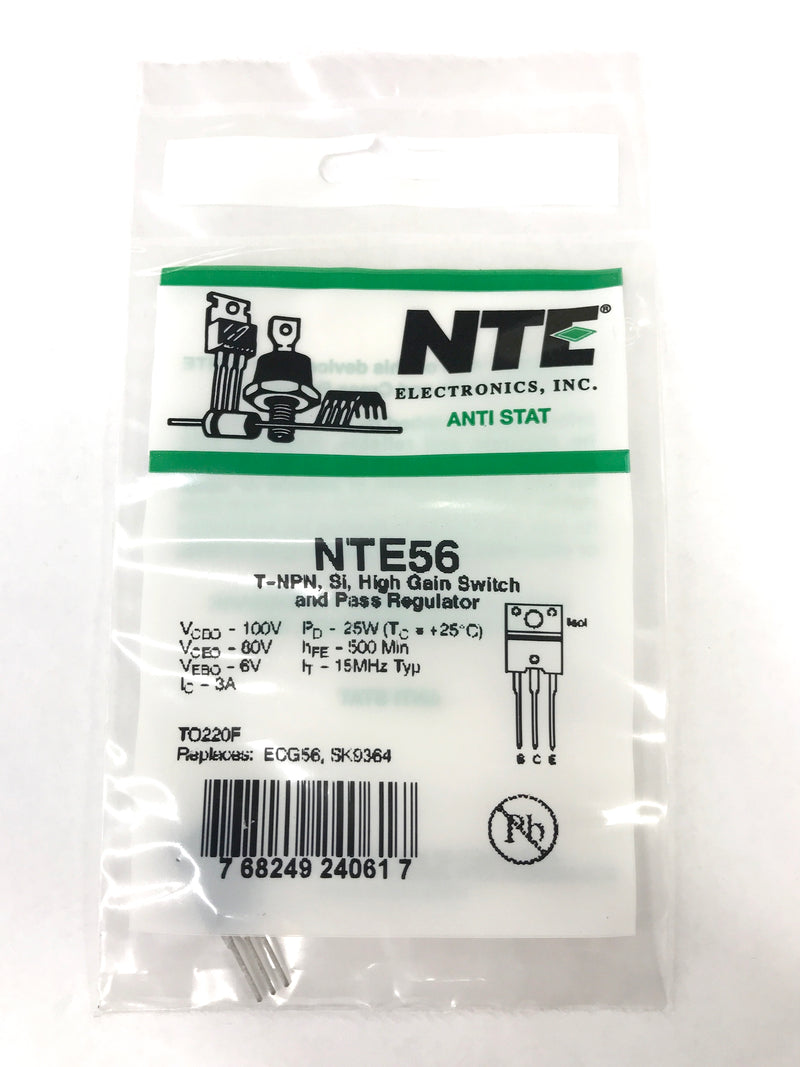 NTE®
ELECTRONICS, INC.
ANTI STAT
NTE56
T-NPN, Si, High Gain Switch
and Pass Regulator
VCBO - 100V PD - 25W (TC = +25°C)
VCEO - 80V hFE - 500 Min
VEBO - 6V fT - 15MHz Typ
IC - 3A
Isol
B C E
TO220F
Replaces: ECG56, SK9364
7 68249 24061 7
Pb